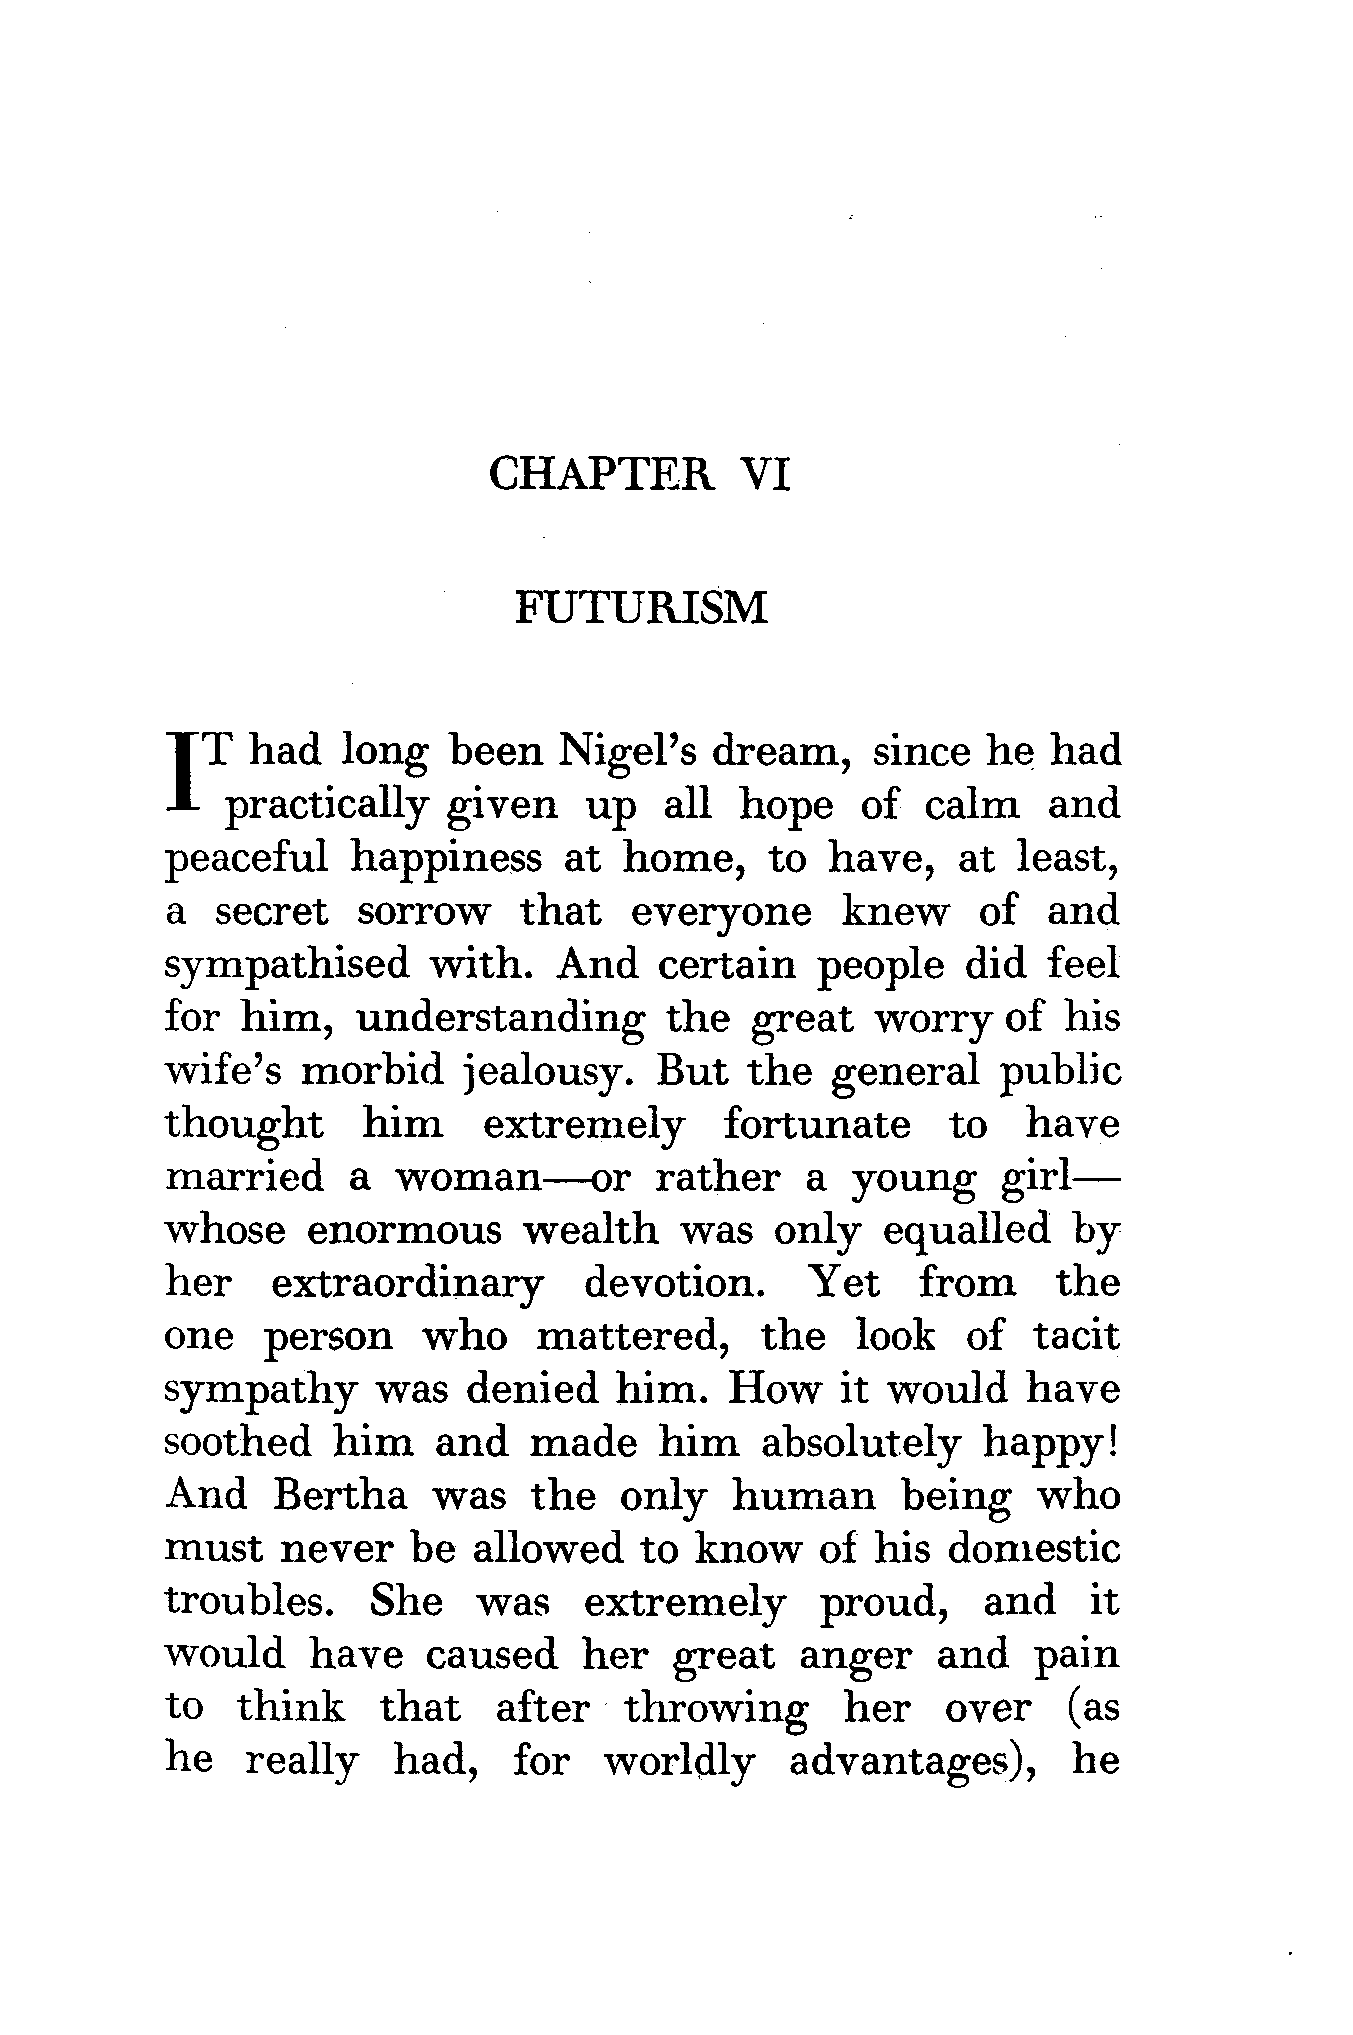 CHAPTER VI
FUTURISM
IT had long been Nigel's dream, since he had
practically given up all hope of calm and
peaceful happiness at home, to have, at least,
a secret sorrow that everyone knew of and
sympathised with. And certain people did feel
for him, understanding the great worry of his
wife's morbid jealousy. But the general public
thought him extremely fortunate to have
married a woman—or rather a young girl—
whose enormous wealth was only equalled by
her extraordinary devotion. Yet from the
one person who mattered, the look of tacit
sympathy was denied him. How it would have
soothed him and made him absolutely happy!
And Bertha was the only human being who
must never be allowed to know of his domestic
troubles. She was extremely proud, and it
would have caused her great anger and pain
to think that after throwing her over (as
he really had, for worldly advantages), he